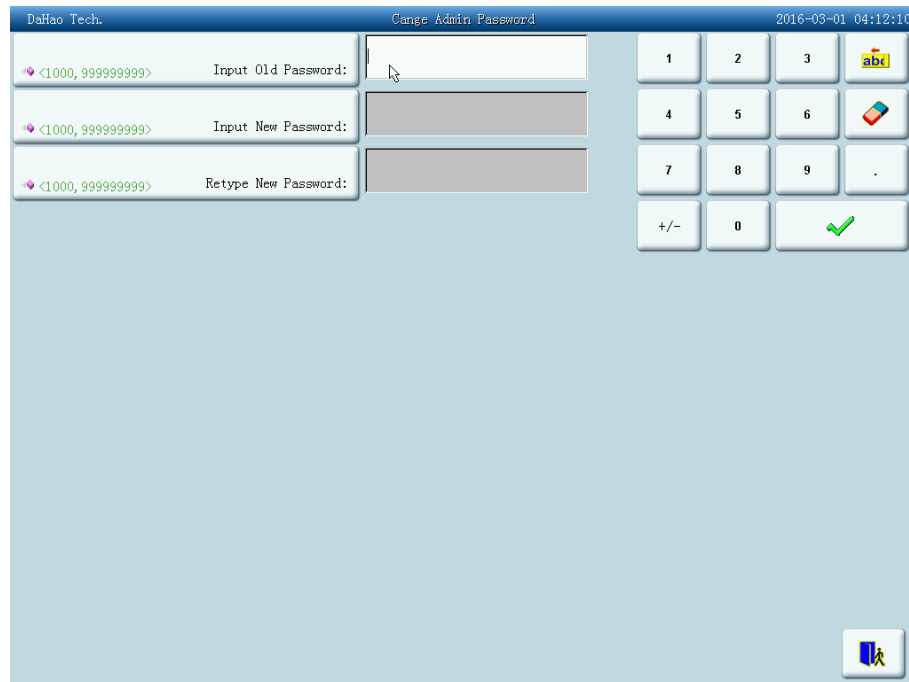 DaHao Tech. Cange Admin Password 2016-03-01 04:12:10
<1000, 999999999> Input Old Password:
1 2 3 abc
<1000, 999999999> Input New Password:
4 5 6
<1000, 999999999> Retype New Password:
7 8 9 .
+/- 0